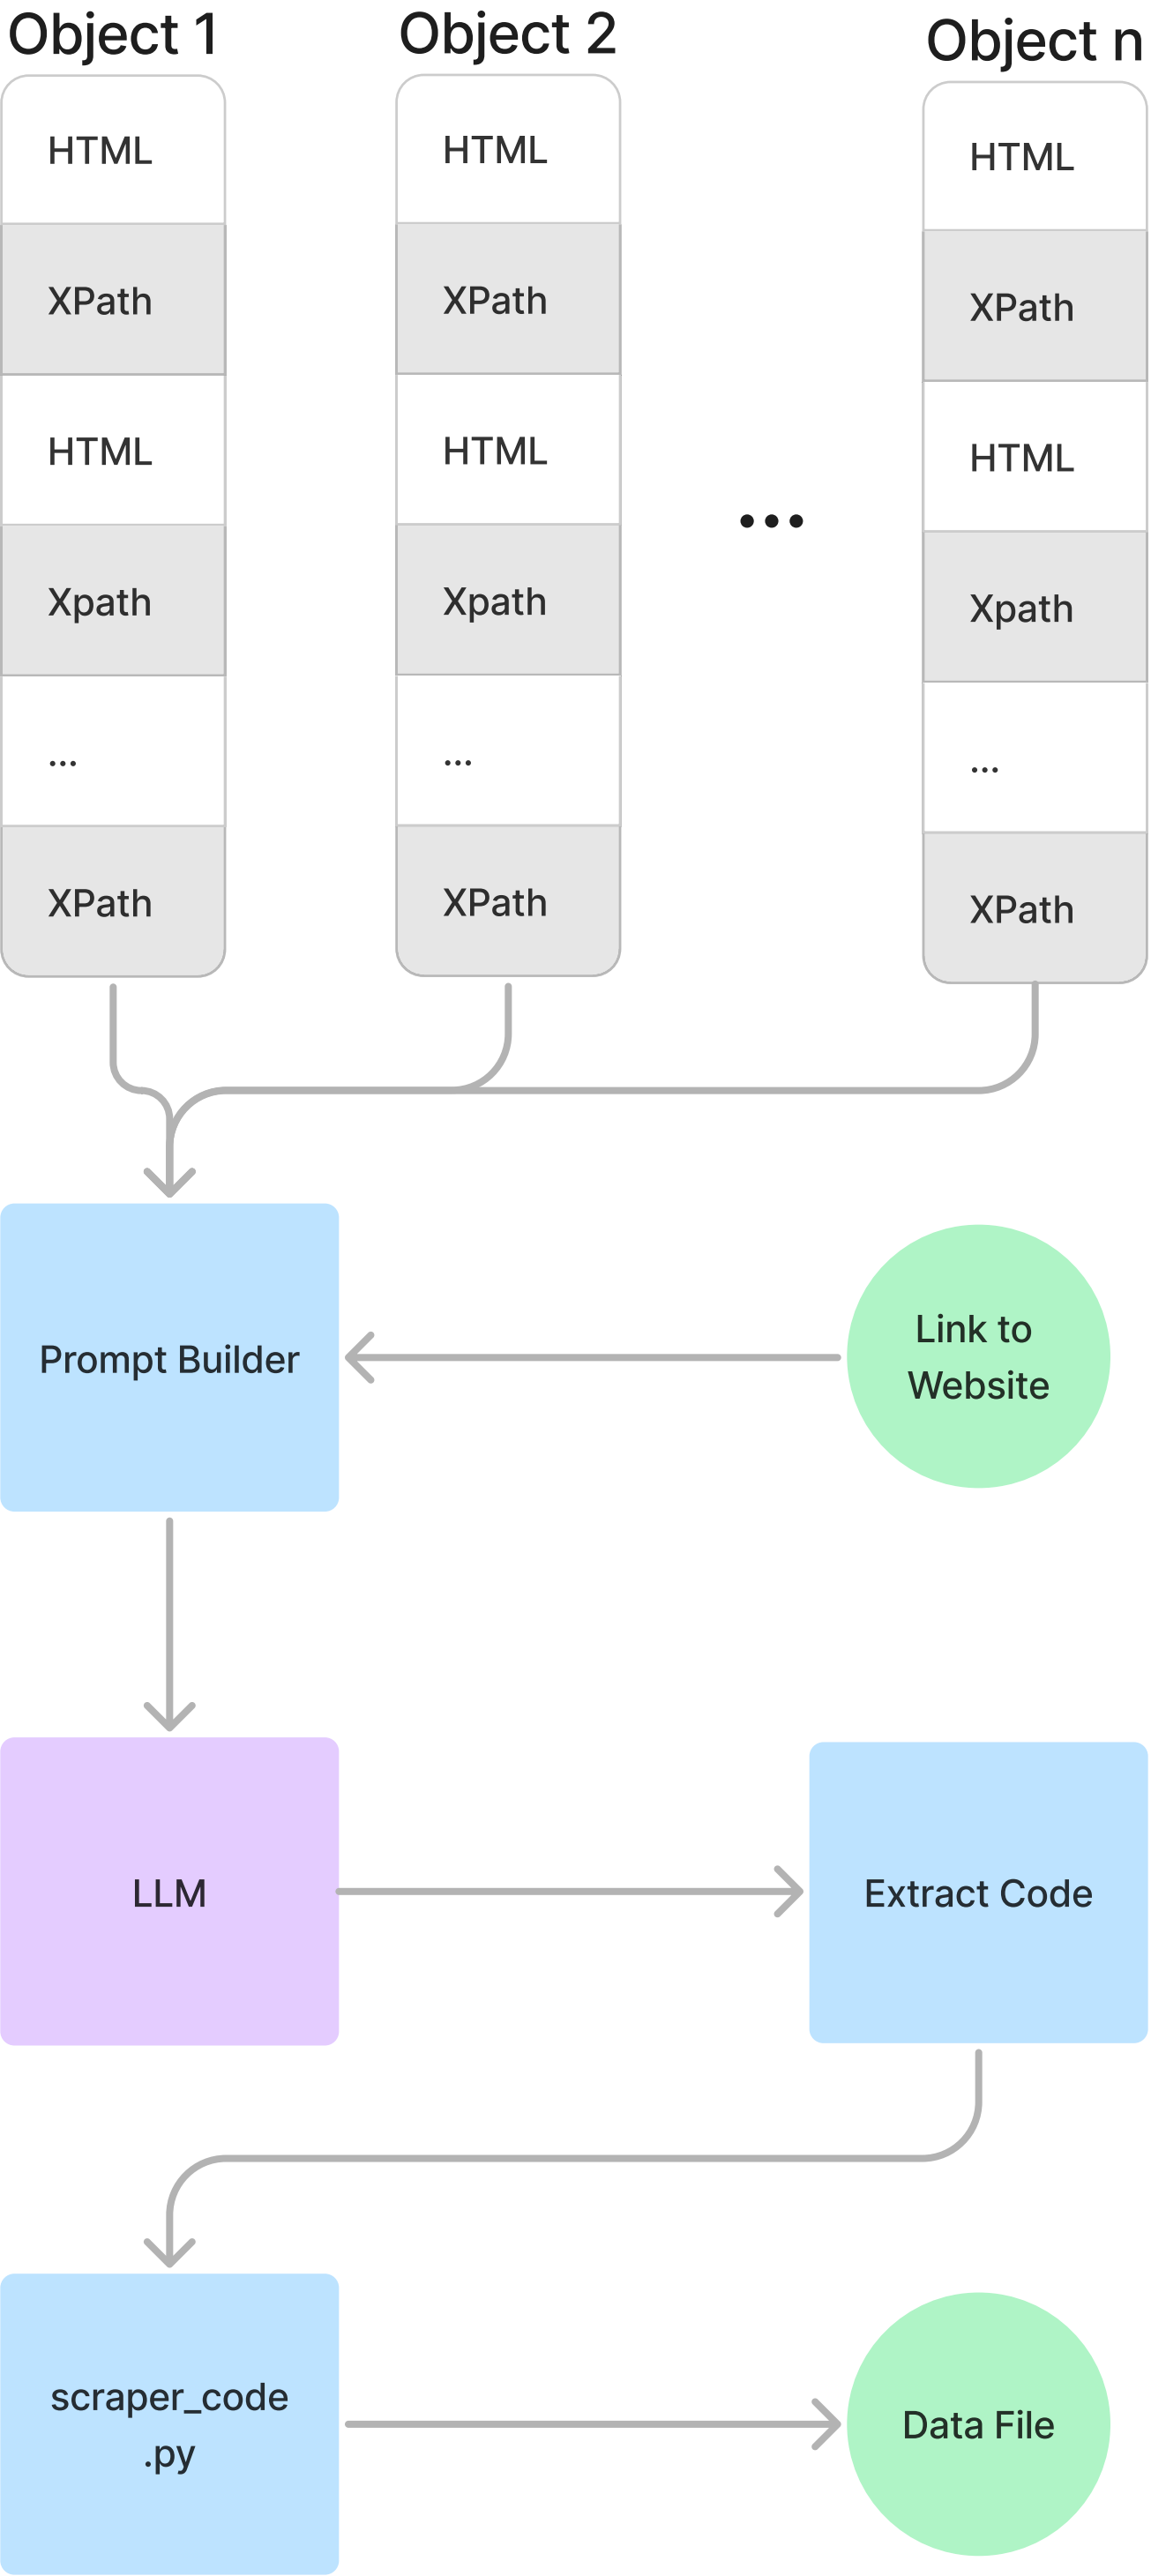 Object 1
HTML
XPath
HTML
Xpath
...
XPath
Object 2
HTML
XPath
HTML
Xpath
...
XPath
...
Object n
HTML
XPath
HTML
Xpath
...
XPath
Prompt Builder
Link to
Website
LLM
Extract Code
scraper_code
.py
Data File